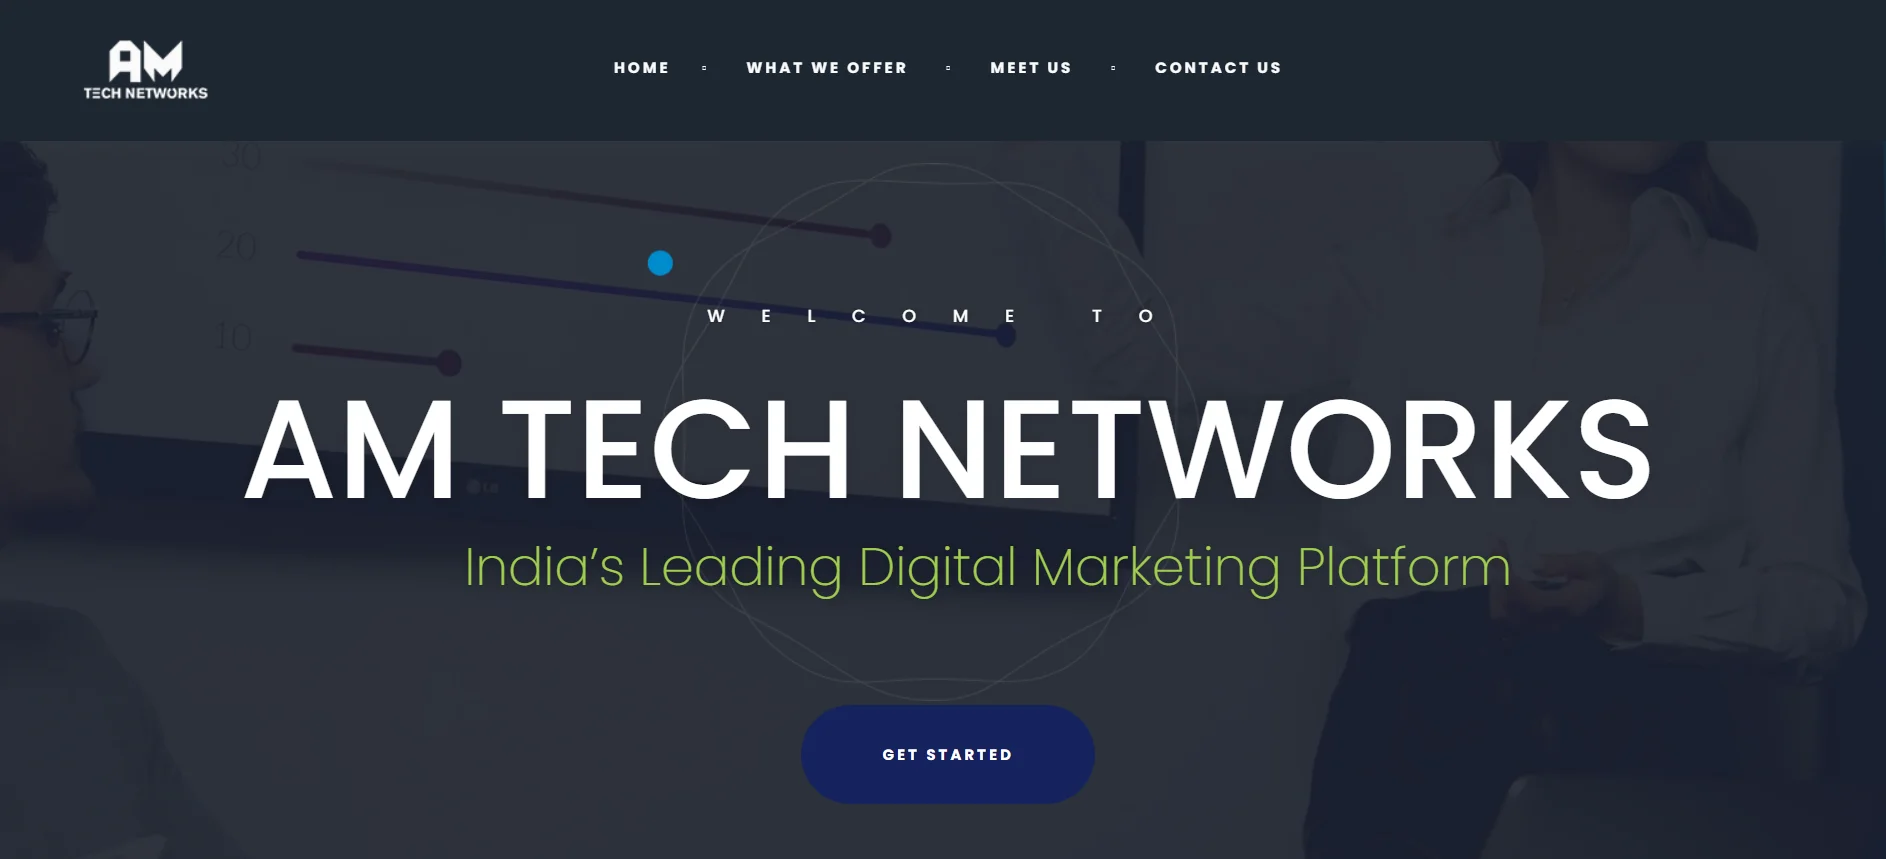 AM
TECH NETWORKS
HOME
WHAT WE OFFER
MEET US
CONTACT US
30
20
10
WELCOME TO
AM TECH NETWORKS
LG
India’s Leading Digital Marketing Platform
GET STARTED